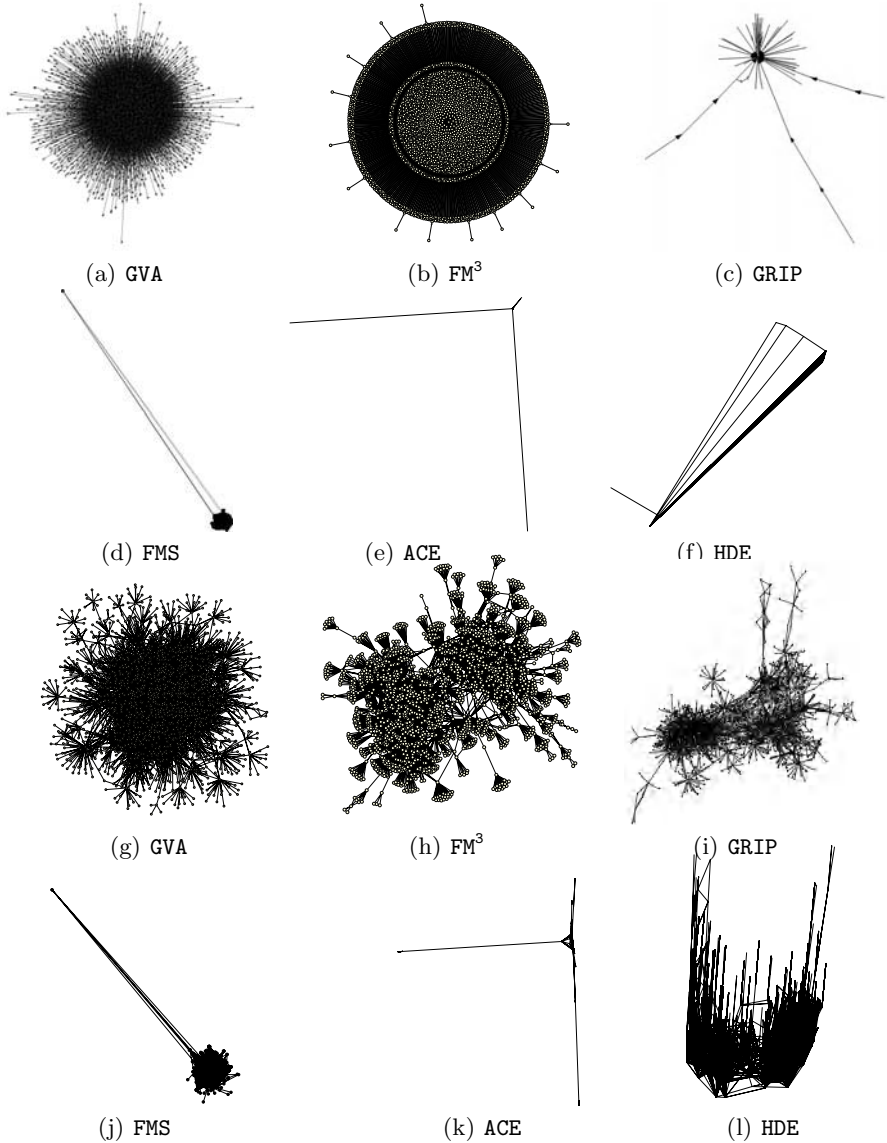 (a) GVA
(b) FM³
(c) GRIP
(d) FMS
(e) ACE
(f) HDE
(g) GVA
(h) FM³
(i) GRIP
(j) FMS
(k) ACE
(l) HDE